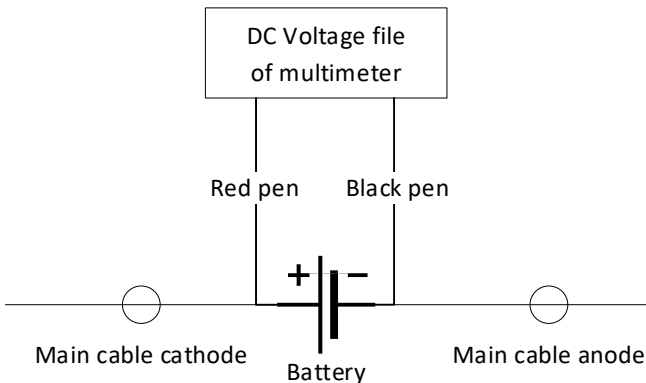 DC Voltage file
of multimeter
Red pen
Black pen
+
−
Main cable cathode
Battery
Main cable anode